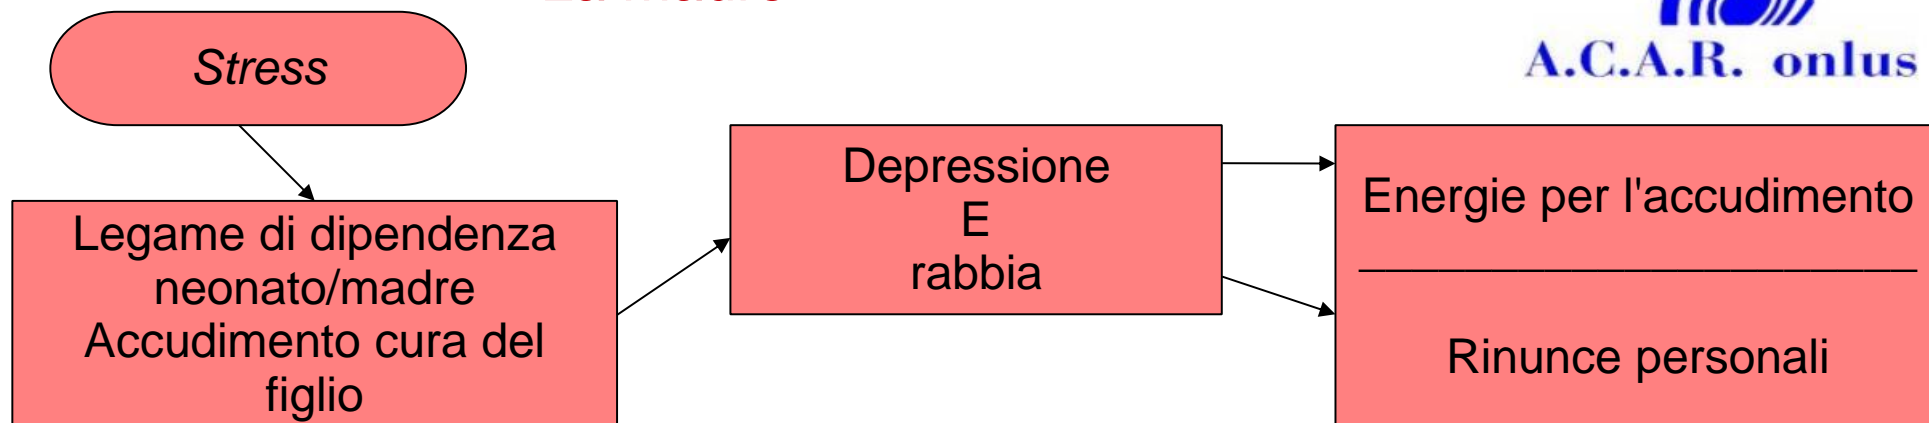 Stress
A.C.A.R. onlus
Legame di dipendenza
neonato/madre
Accudimento cura del
figlio
Depressione
E
rabbia
Energie per l'accudimento
Rinunce personali